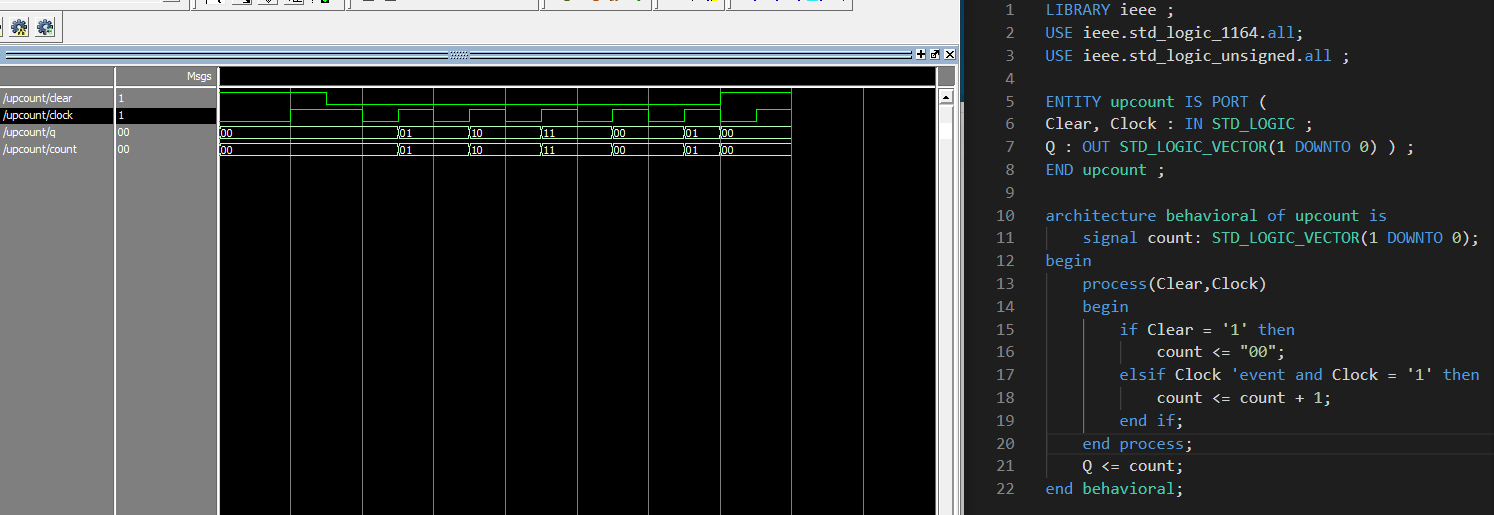 Msgs
/upcount/clear 1
/upcount/clock 1
/upcount/q 00 00 01 10 11 00 01 00
/upcount/count 00 00 01 10 11 00 01 00
1 LIBRARY ieee ;
2 USE ieee.std_logic_1164.all;
3 USE ieee.std_logic_unsigned.all ;
4
5 ENTITY upcount IS PORT (
6 Clear, Clock : IN STD_LOGIC ;
7 Q : OUT STD_LOGIC_VECTOR(1 DOWNTO 0) ) ;
8 END upcount ;
9
10 architecture behavioral of upcount is
11 signal count: STD_LOGIC_VECTOR(1 DOWNTO 0);
12 begin
13 process(Clear,Clock)
14 begin
15 if Clear = '1' then
16 count <= "00";
17 elsif Clock 'event and Clock = '1' then
18 count <= count + 1;
19 end if;
20 end process;
21 Q <= count;
22 end behavioral;